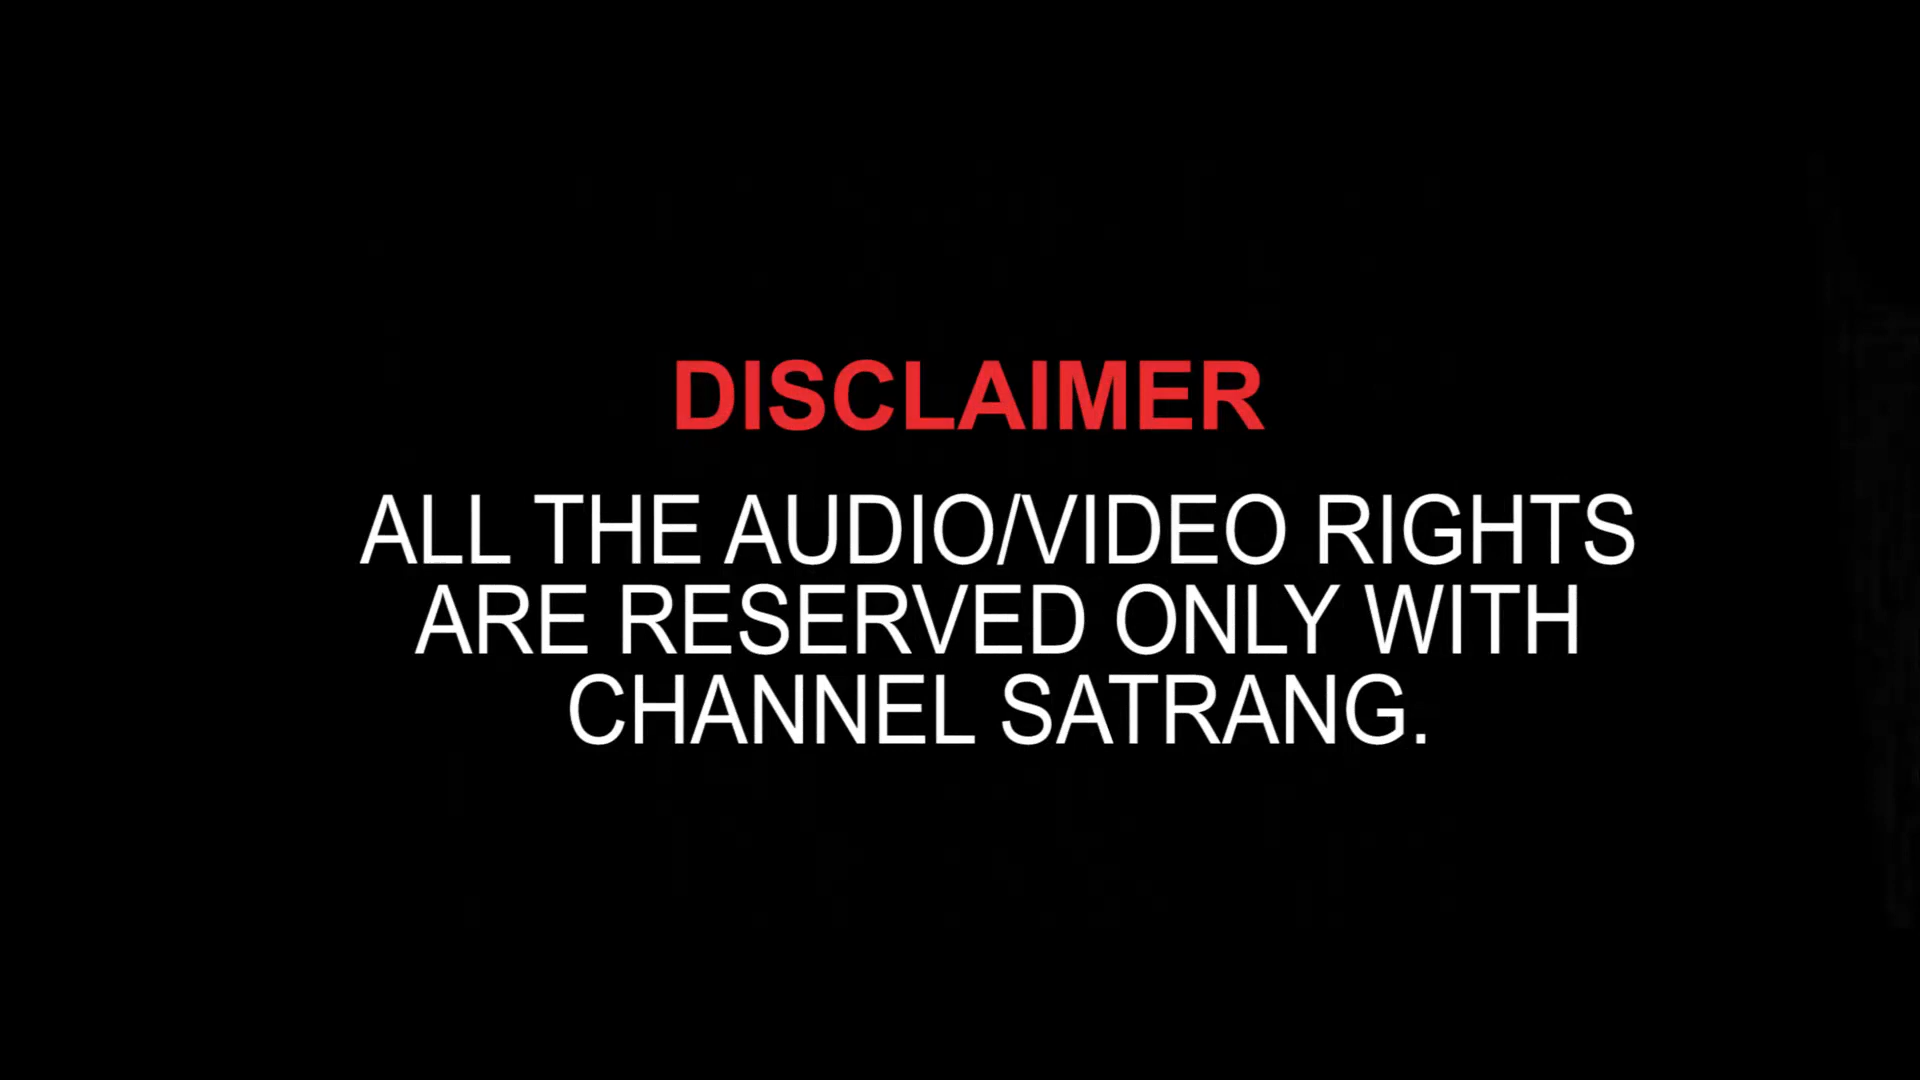 DISCLAIMER
ALL THE AUDIO/VIDEO RIGHTS
ARE RESERVED ONLY WITH
CHANNEL SATRANG.